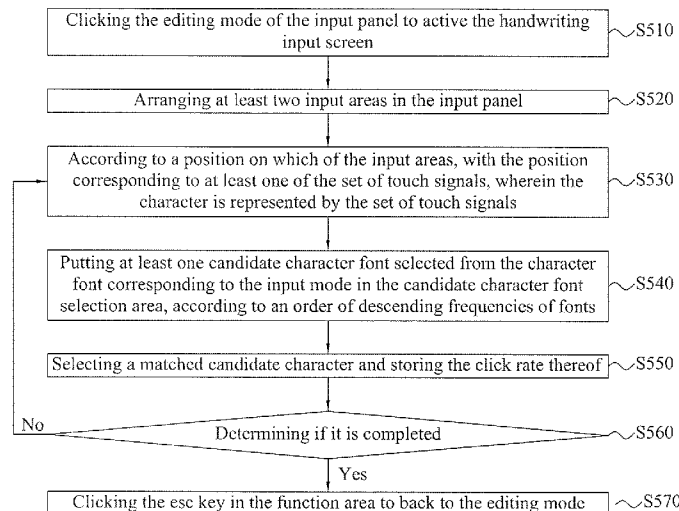 Clicking the editing mode of the input panel to active the handwriting
input screen
S510
Arranging at least two input areas in the input panel
S520
According to a position on which of the input areas, with the position
corresponding to at least one of the set of touch signals, wherein the
character is represented by the set of touch signals
S530
Putting at least one candidate character font selected from the character
font corresponding to the input mode in the candidate character font
selection area, according to an order of descending frequencies of fonts
S540
Selecting a matched candidate character and storing the click rate thereof
S550
No
Determining if it is completed
S560
Yes
Clicking the esc key in the function area to back to the editing mode
S570